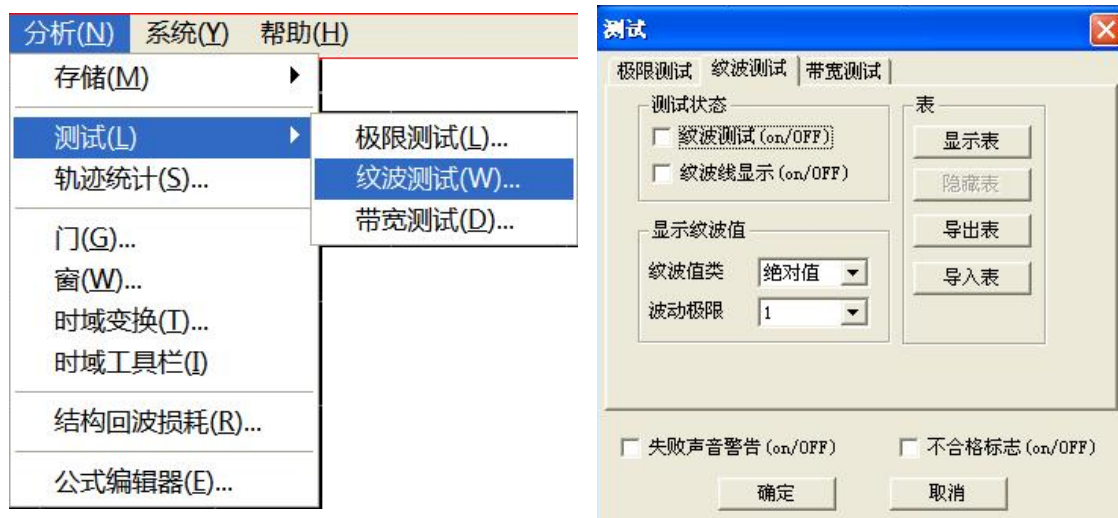 分析(N) 系统(Y) 帮助(H)
存储(M)
测试(L)
轨迹统计(S)...
门(G)...
窗(W)...
时域变换(T)...
时域工具栏(I)
结构回波损耗(R)...
公式编辑器(E)...
极限测试(L)...
纹波测试(W)...
带宽测试(D)...
测试
极限测试 纹波测试 带宽测试
测试状态
纹波测试(on/OFF)
纹波线显示(on/OFF)
显示纹波值
纹波值类 绝对值
波动极限 1
表
显示表
隐藏表
导出表
导入表
失败声音警告(on/OFF) 不合格标志(on/OFF)
确定 取消